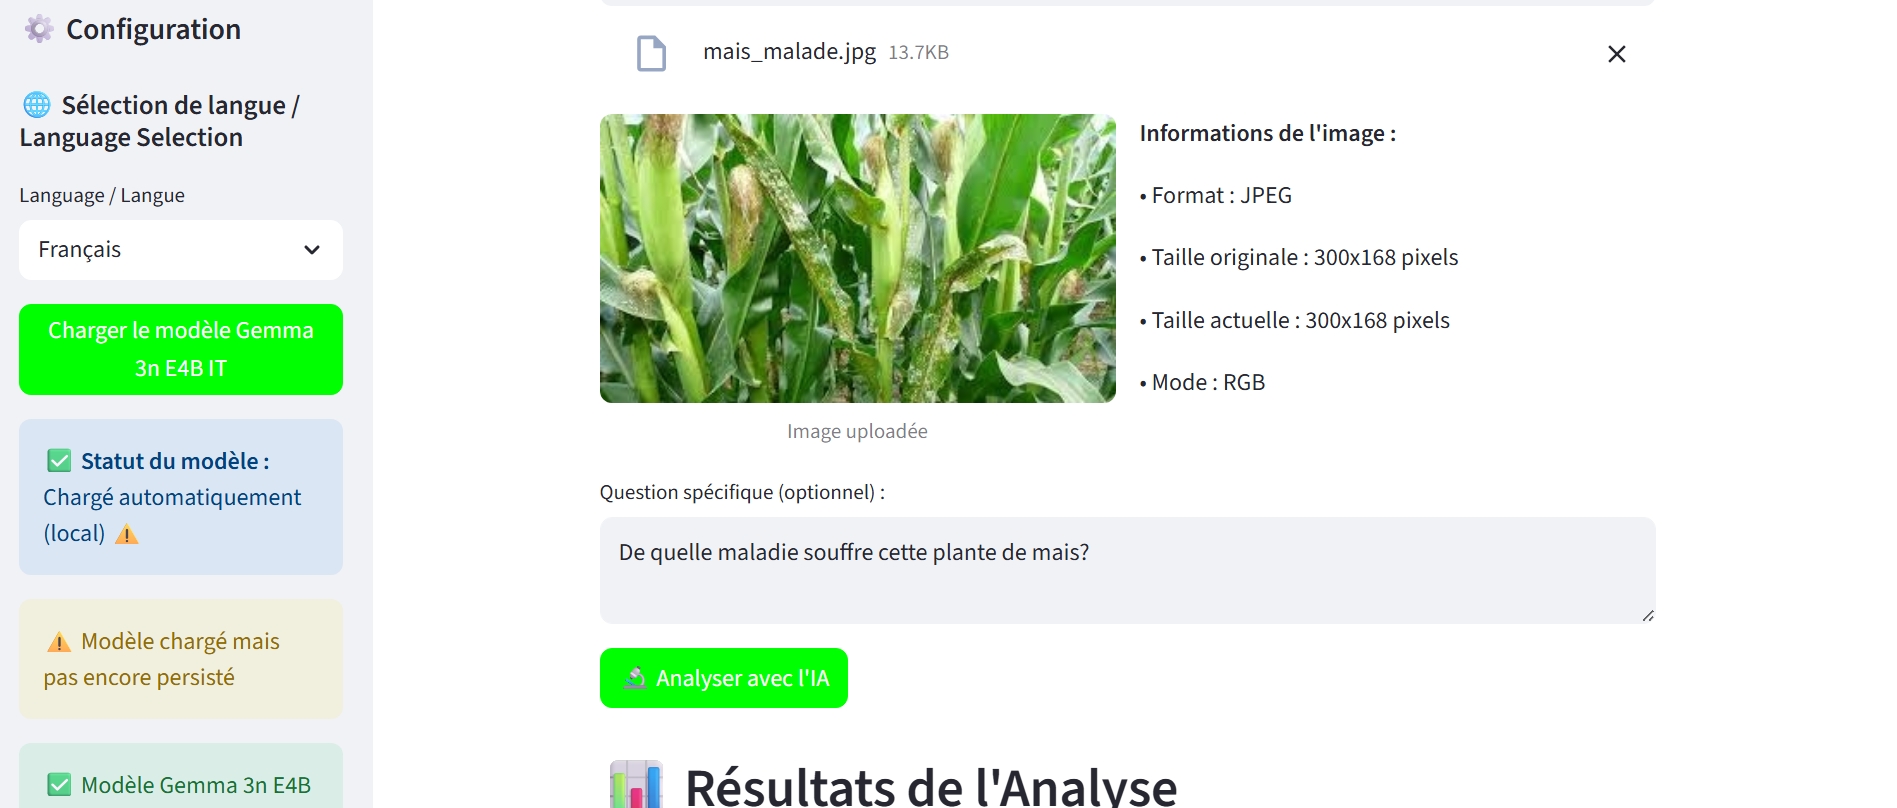 Configuration
Sélection de langue /
Language Selection
Language / Langue
Français
Charger le modèle Gemma
3n E4B IT
Statut du modèle :
Chargé automatiquement
(local)
Modèle chargé mais
pas encore persisté
Modèle Gemma 3n E4B
mais_malade.jpg 13.7KB
Informations de l'image :
• Format : JPEG
• Taille originale : 300x168 pixels
• Taille actuelle : 300x168 pixels
• Mode : RGB
Image uploadée
Question spécifique (optionnel) :
De quelle maladie souffre cette plante de mais?
Analyser avec l'IA
Résultats de l'Analyse